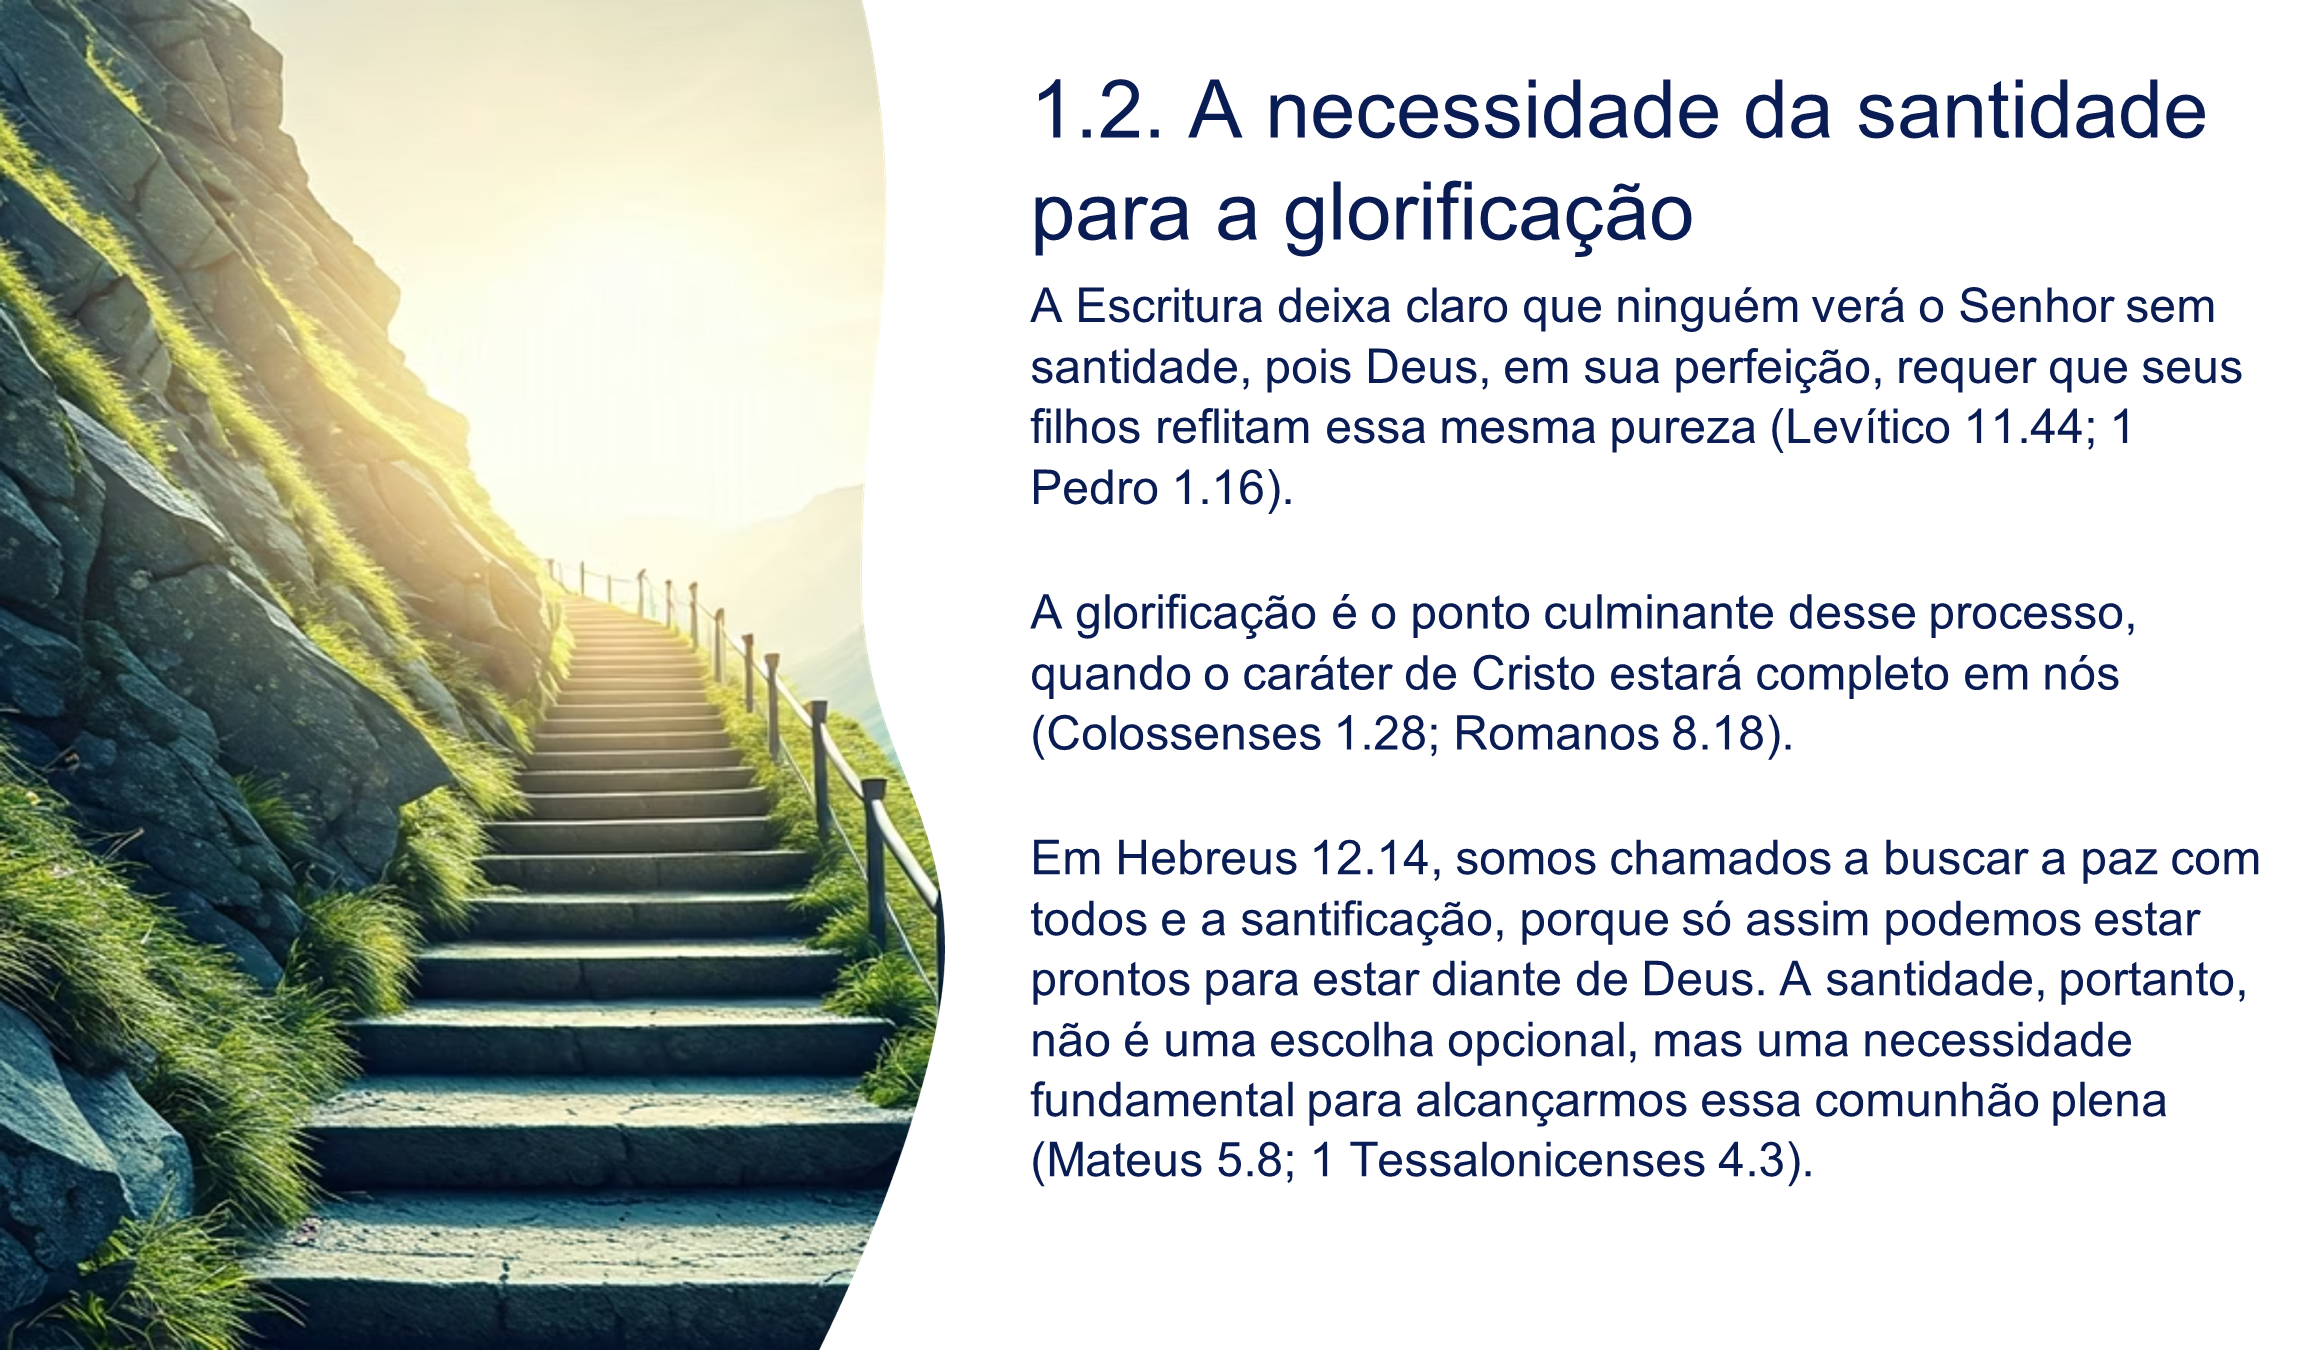 1.2. A necessidade da santidade
para a glorificação
A Escritura deixa claro que ninguém verá o Senhor sem
santidade, pois Deus, em sua perfeição, requer que seus
filhos reflitam essa mesma pureza (Levítico 11.44; 1
Pedro 1.16).
A glorificação é o ponto culminante desse processo,
quando o caráter de Cristo estará completo em nós
(Colossenses 1.28; Romanos 8.18).
Em Hebreus 12.14, somos chamados a buscar a paz com
todos e a santificação, porque só assim podemos estar
prontos para estar diante de Deus. A santidade, portanto,
não é uma escolha opcional, mas uma necessidade
fundamental para alcançarmos essa comunhão plena
(Mateus 5.8; 1 Tessalonicenses 4.3).